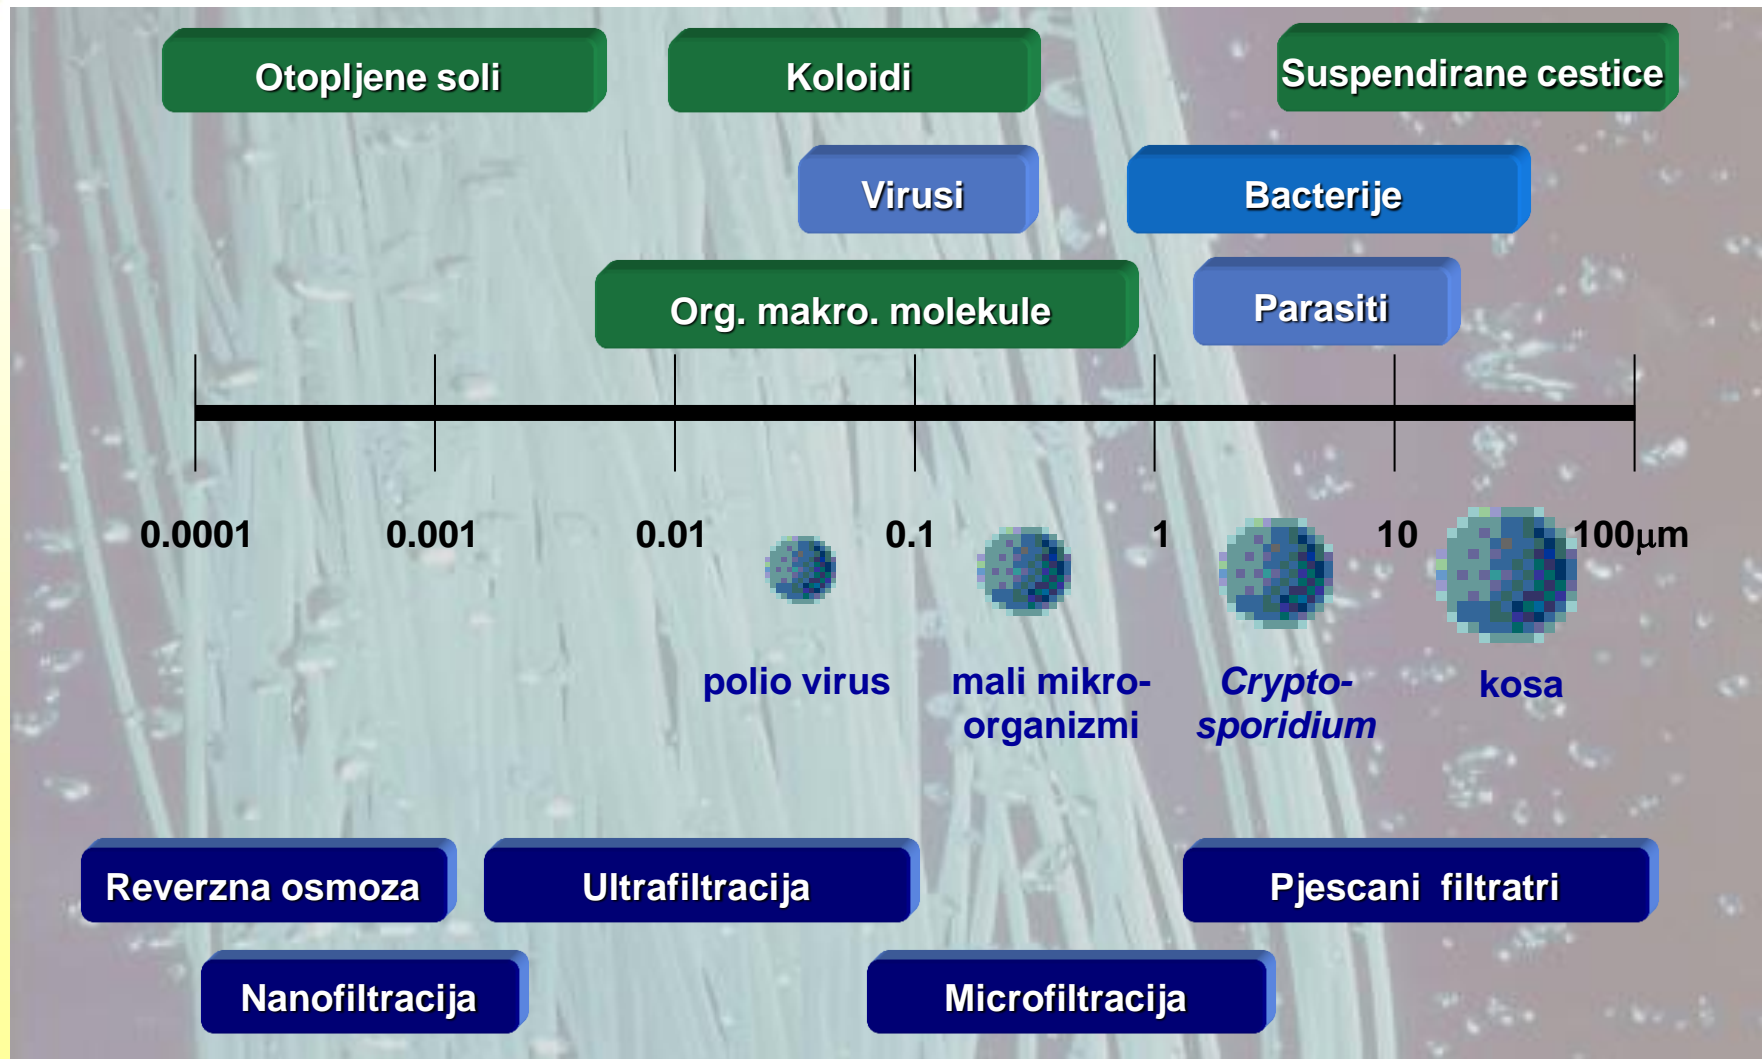 Otopljene soli
Koloidi
Suspendirane cestice
Virusi
Bacterije
Org. makro. molekule
Parasiti
0.0001
0.001
0.01
0.1
1
10
100μm
polio virus
mali mikro-
organizmi
Crypto-
sporidium
kosa
Reverzna osmoza
Ultrafiltracija
Pjescani filtratri
Nanofiltracija
Microfiltracija